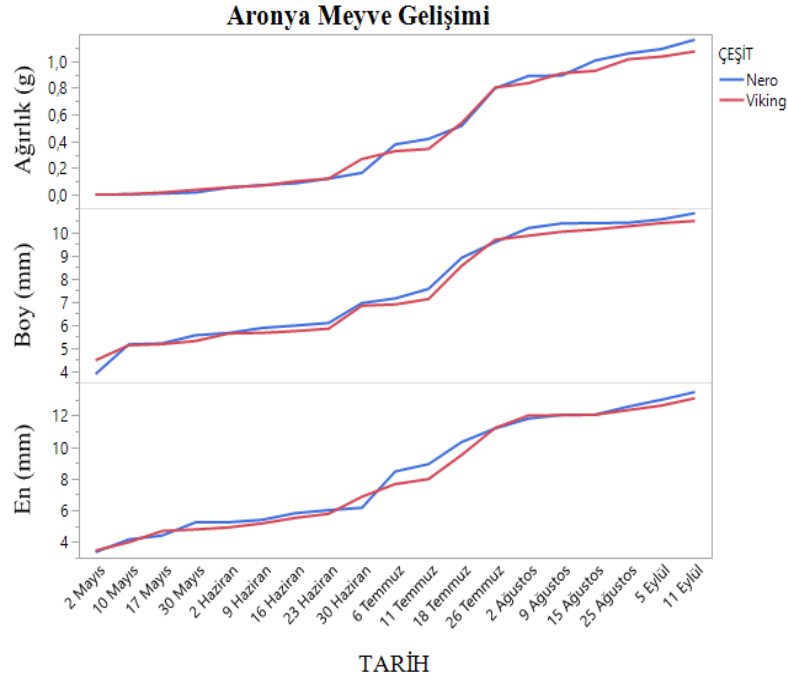 Aronya Meyve Gelişimi
ÇEŞİT
Nero
Viking
Ağırlık (g)
1,0
0,8
0,6
0,4
0,2
0,0
Boy (mm)
10
9
8
7
6
5
4
En (mm)
12
10
8
6
4
2 Mayıs
10 Mayıs
17 Mayıs
30 Mayıs
2 Haziran
9 Haziran
16 Haziran
23 Haziran
30 Haziran
6 Temmuz
11 Temmuz
18 Temmuz
26 Temmuz
2 Ağustos
9 Ağustos
15 Ağustos
25 Ağustos
5 Eylül
11 Eylül
TARİH